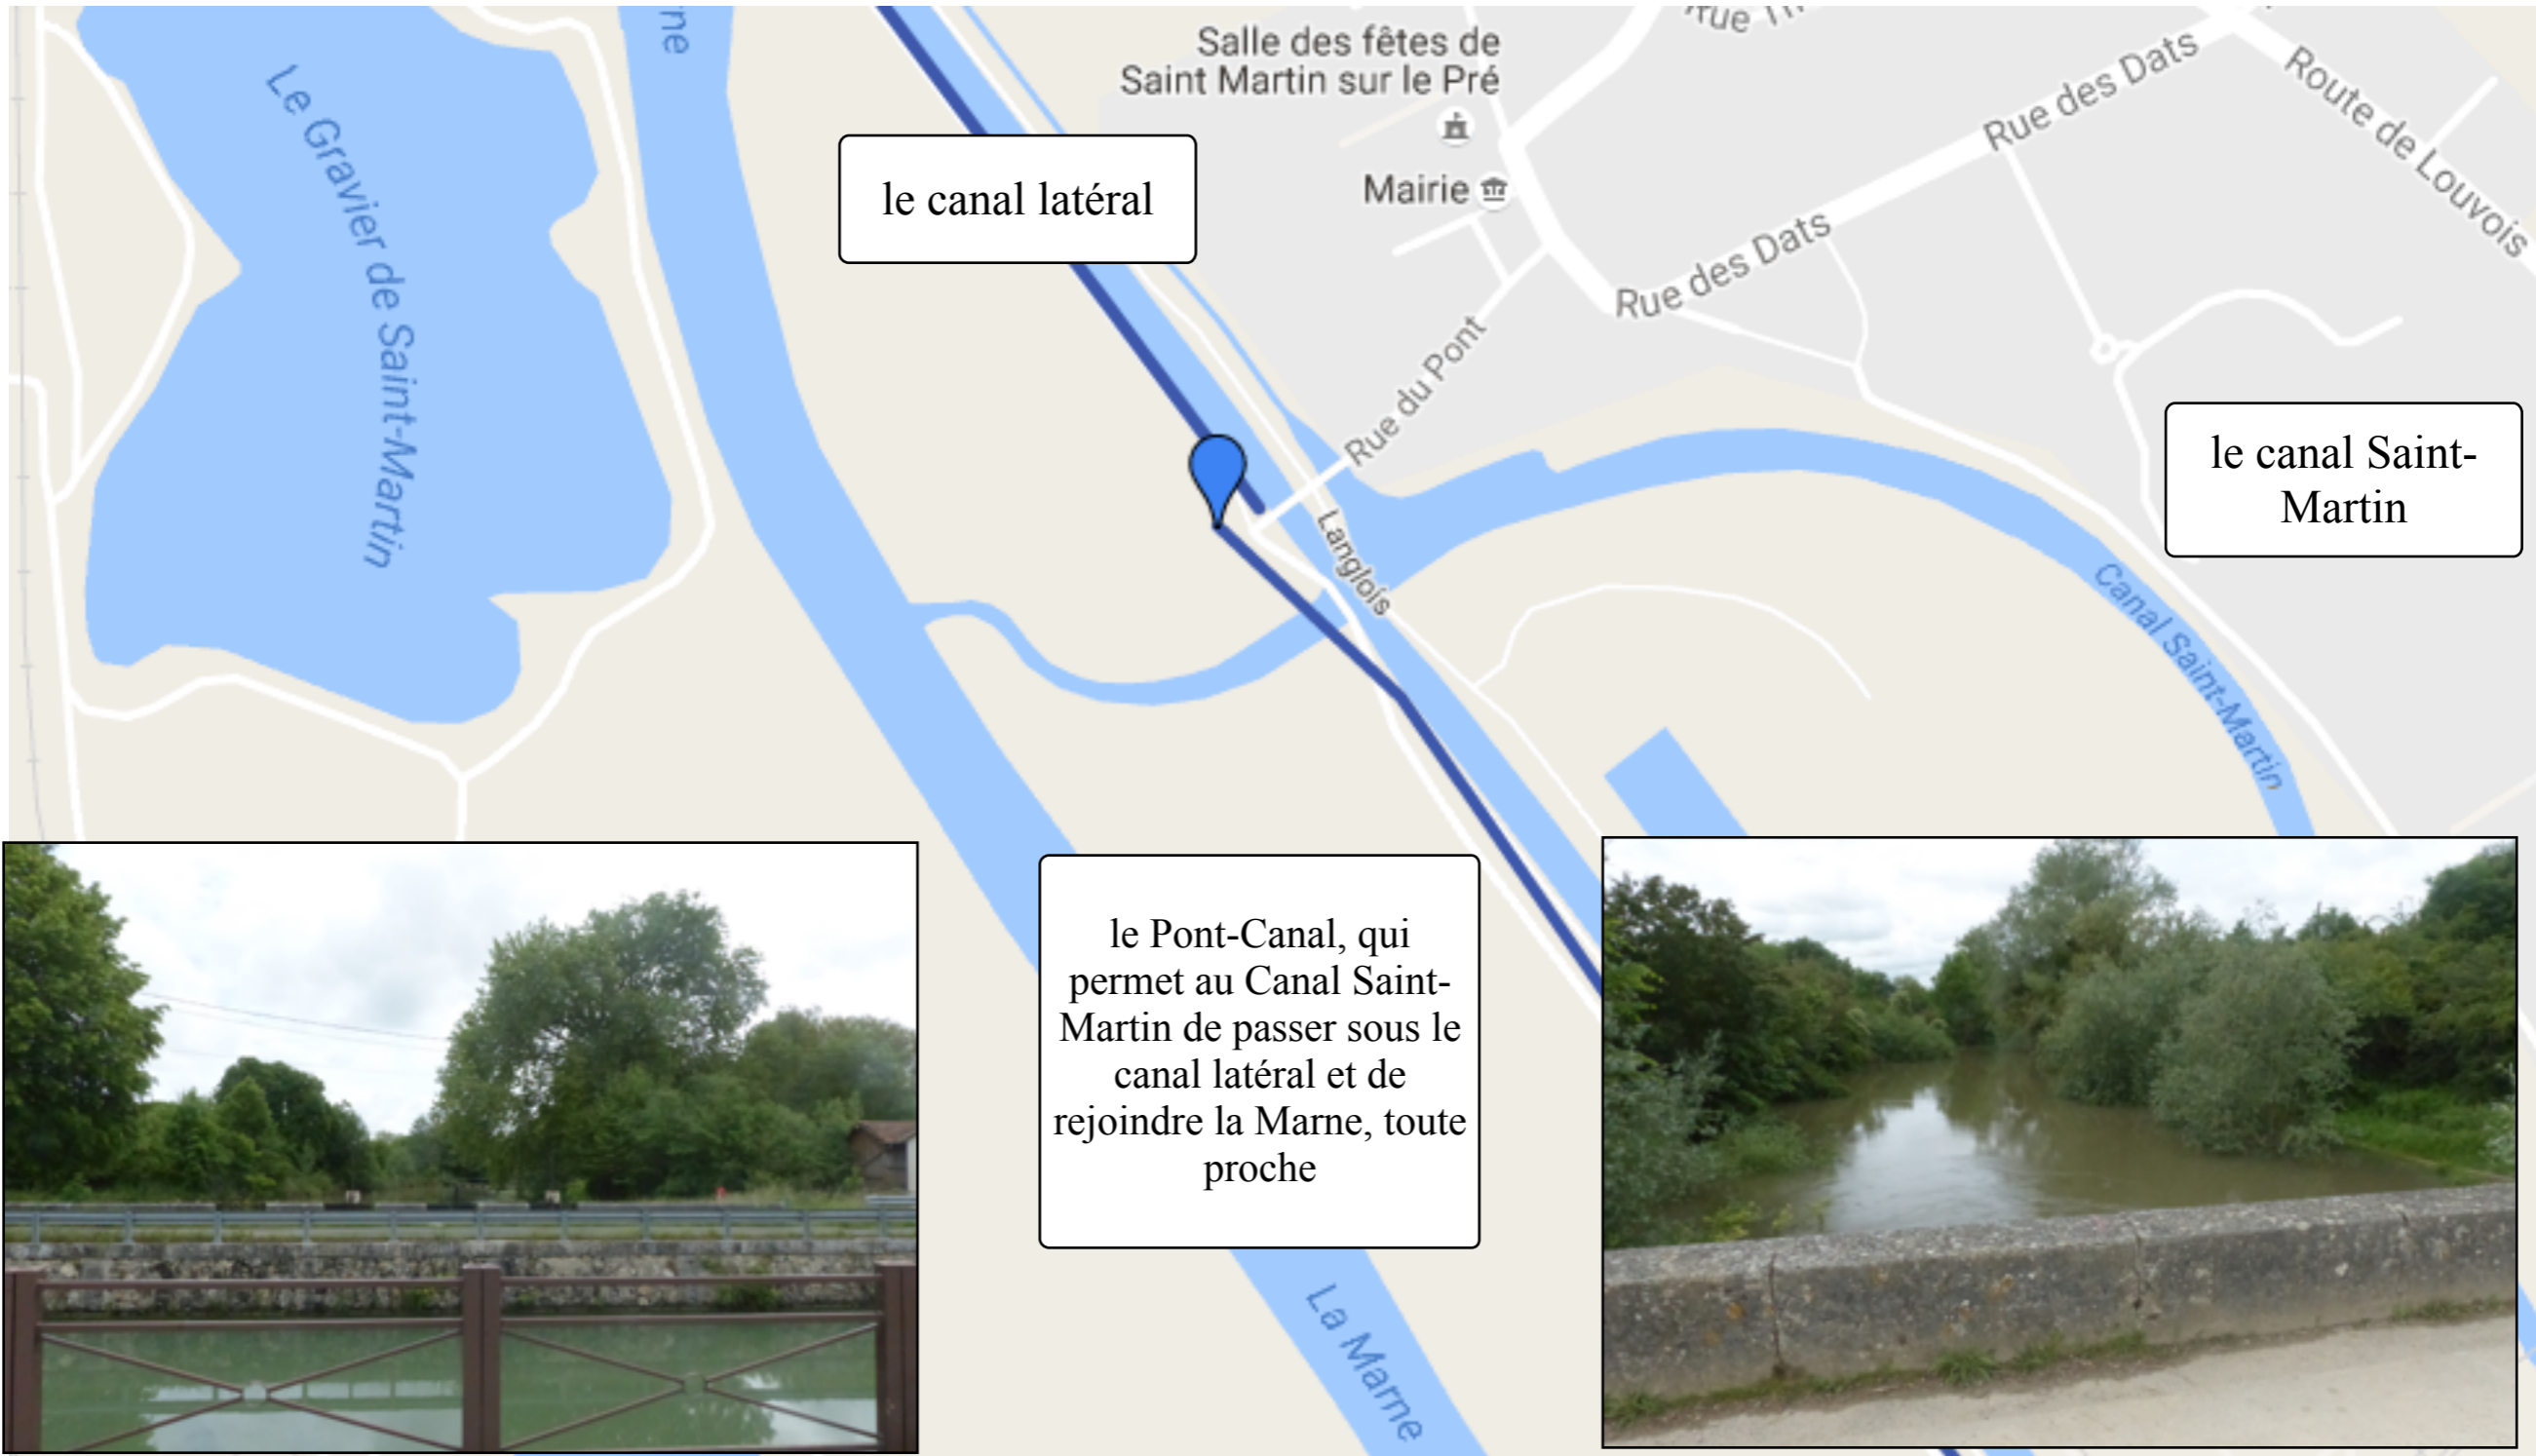 rne
Salle des fêtes de
Saint Martin sur le Pré
Rue
Rue des Dats
Route de Louvois
Le Gravier de Saint-Martin
le canal latéral
Mairie
Rue des Dats
Rue du Pont
le canal Saint-
Martin
Langlois
Canal Saint-Martin
le Pont-Canal, qui
permet au Canal Saint-
Martin de passer sous le
canal latéral et de
rejoindre la Marne, toute
proche
La Marne